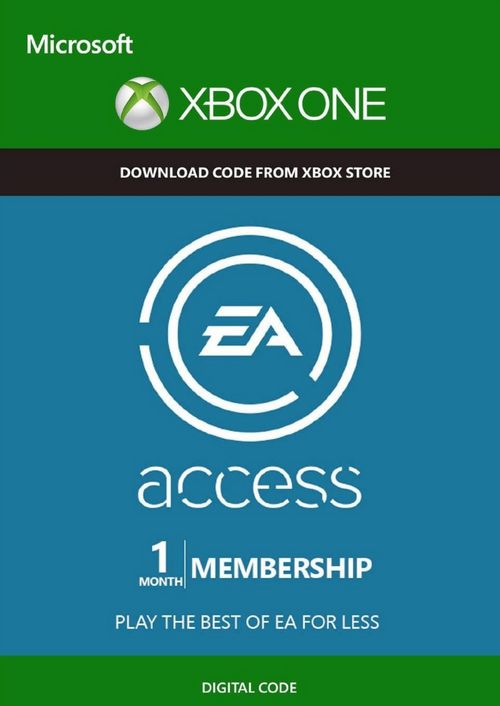 Microsoft
XBOX ONE
DOWNLOAD CODE FROM XBOX STORE
EA
access
1 MONTH MEMBERSHIP
PLAY THE BEST OF EA FOR LESS
DIGITAL CODE